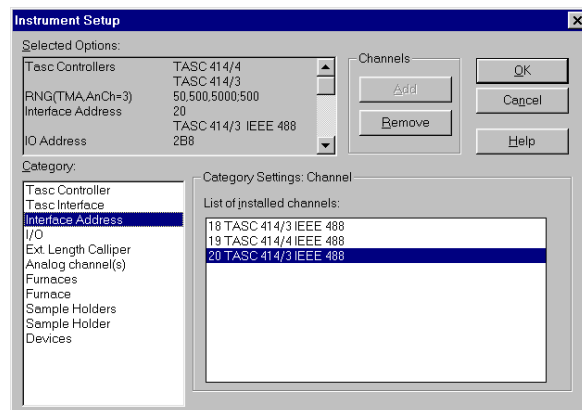 Instrument Setup
Selected Options:
Tasc Controllers TASC 414/4
TASC 414/3
RNG(TMA,AnCh=3) 50,500,5000;500
Interface Address 20
TASC 414/3 IEEE 488
IO Address 2B8
Channels
Add
Remove
OK
Cancel
Help
Category:
Tasc Controller
Tasc Interface
Interface Address
I/O
Ext. Length Calliper
Analog channel(s)
Furnaces
Furnace
Sample Holders
Sample Holder
Devices
Category Settings: Channel
List of installed channels:
18 TASC 414/3 IEEE 488
19 TASC 414/4 IEEE 488
20 TASC 414/3 IEEE 488